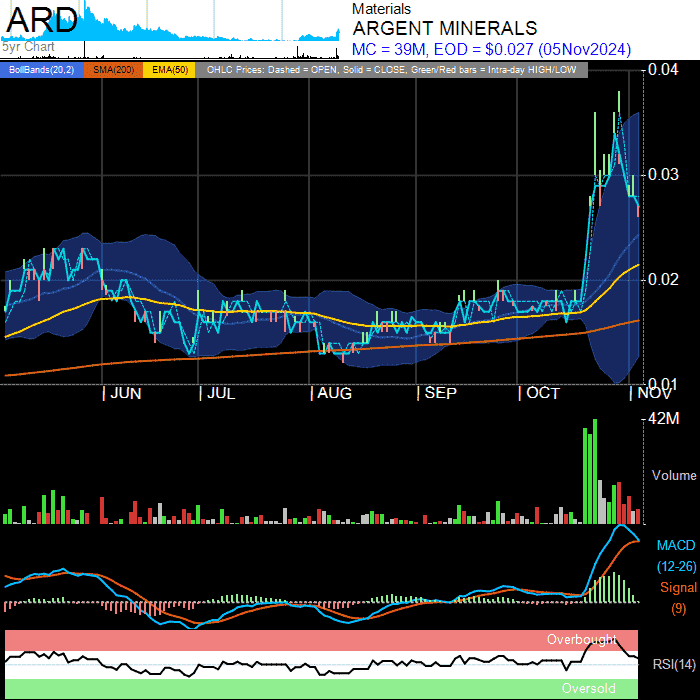 ARD
5yr Chart
Materials
ARGENT MINERALS
MC = 39M, EOD = $0.027 (05Nov2024)
BollBands(20,2) SMA(200) EMA(50) OHLC Prices: Dashed = OPEN, Solid = CLOSE, Green/Red bars = Intra-day HIGH/LOW
0.04
0.03
0.02
0.01
JUN JUL AUG SEP OCT NOV
42M
Volume
MACD
(12-26)
Signal
(9)
Overbought
RSI(14)
Oversold